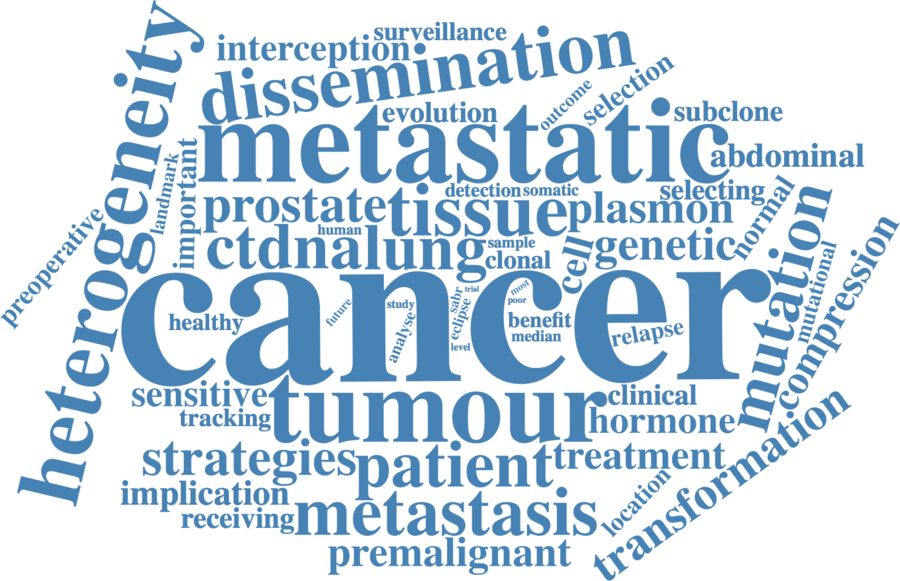 surveillance
interception
dissemination
heterogeneity
evolution
outcome
selection
subclone
metastatic
abdominal
landmark
important
detection
somatic
selecting
normal
prostate
tissue
plasmon
preoperative
human
ctdna
lung
sample
clonal
cell
genetic
mutation
mutational
compression
cancer
healthy
future
study
analyse
sabr
eclipse
trial
level
most
poor
benefit
median
relapse
sensitive
tracking
tumour
clinical
hormone
strategies
patient
treatment
transformation
implication
receiving
metastasis
location
premalignant